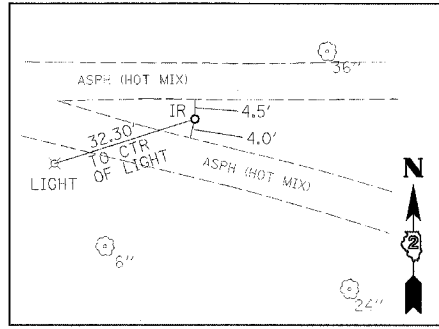 36"
ASPH (HOT MIX)
IR
4.5'
4.0'
32.30'
TO CTR
OF LIGHT
LIGHT
ASPH (HOT MIX)
N
2
6"
24"